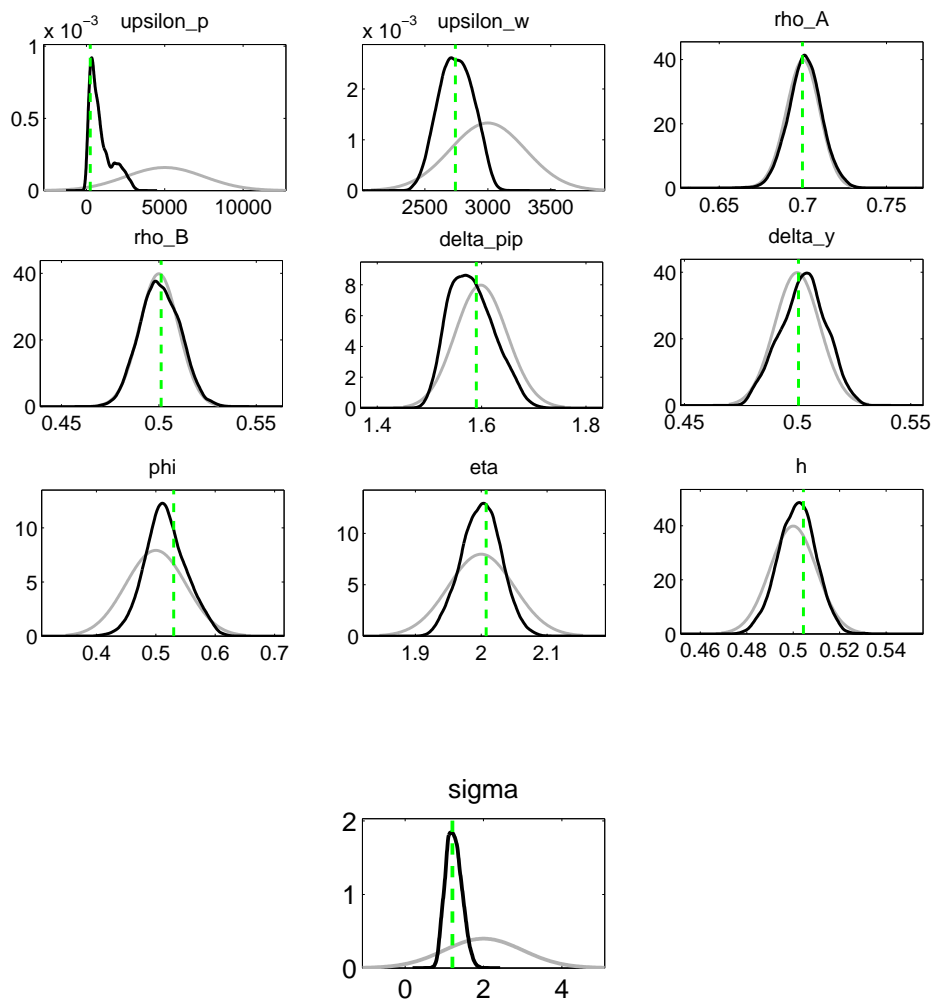 upsilon_p upsilon_w rho_A
x 10⁻³ x 10⁻³
1 0.5 0
2 1 0
40 20 0
0 5000 10000
2500 3000 3500
0.65 0.7 0.75
rho_B delta_pip delta_y
40 20 0
8 6 4 2 0
40 20 0
0.45 0.5 0.55
1.4 1.6 1.8
0.45 0.5 0.55
phi eta h
10 5 0
10 5 0
40 20 0
0.4 0.5 0.6 0.7
1.9 2 2.1
0.46 0.48 0.5 0.52 0.54
sigma
2
1
0
0 2 4